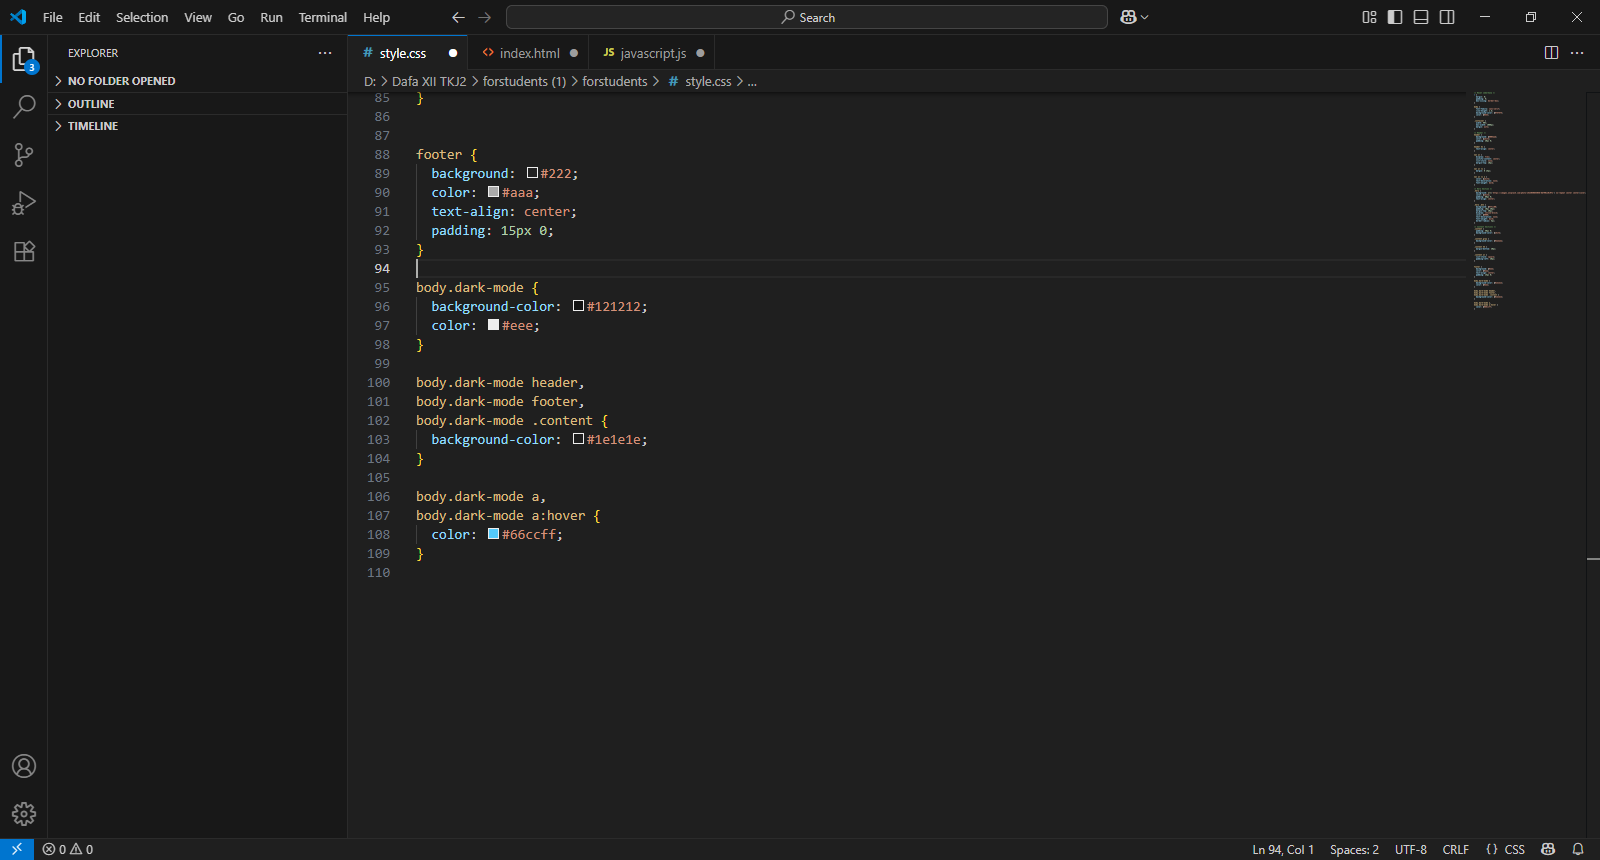 File Edit Selection View Go Run Terminal Help
Search
EXPLORER
NO FOLDER OPENED
OUTLINE
TIMELINE
3
# style.css
<> index.html
JS javascript.js
D: > Dafa XII TKJ2 > forstudents (1) > forstudents > # style.css > ...
85 }
86
87
88 footer {
89 background: #222;
90 color: #aaa;
91 text-align: center;
92 padding: 15px 0;
93 }
94
95 body.dark-mode {
96 background-color: #121212;
97 color: #eee;
98 }
99
100 body.dark-mode header,
101 body.dark-mode footer,
102 body.dark-mode .content {
103 background-color: #1e1e1e;
104 }
105
106 body.dark-mode a,
107 body.dark-mode a:hover {
108 color: #66ccff;
109 }
110
0 0
Ln 94, Col 1 Spaces: 2 UTF-8 CRLF {} CSS